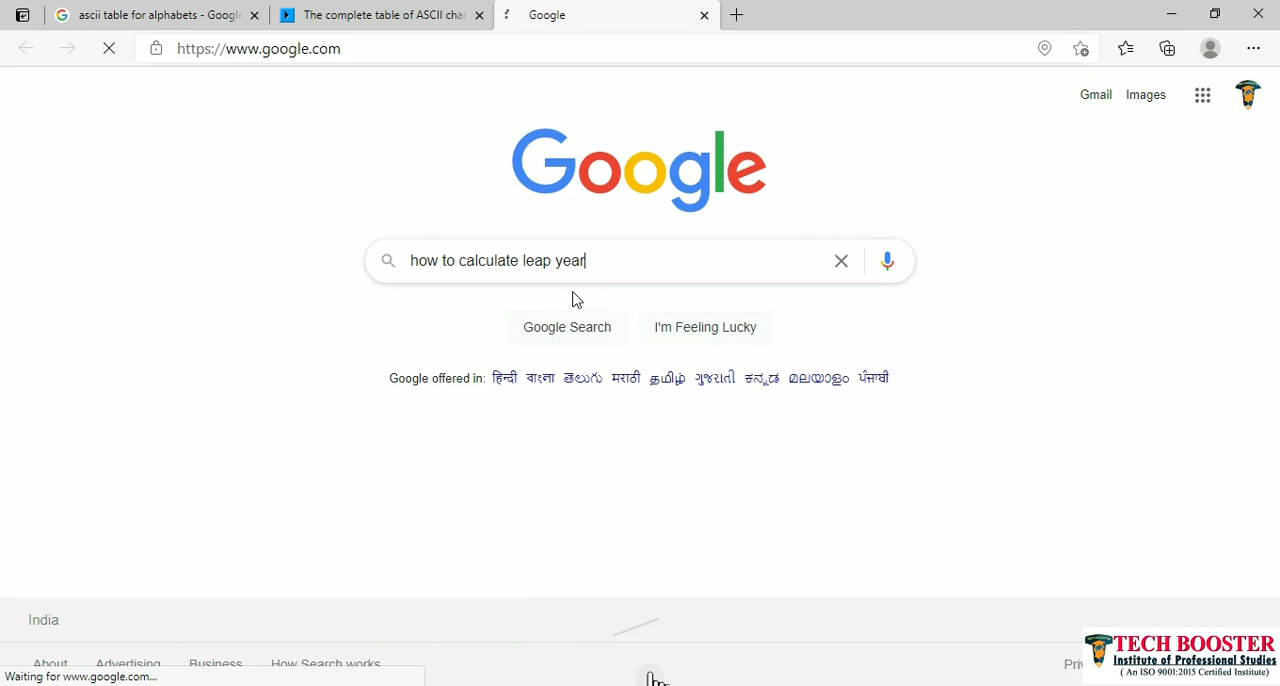 ascii table for alphabets - Google
The complete table of ASCII cha
Google
https://www.google.com
Gmail Images
Google
how to calculate leap year
Google Search I'm Feeling Lucky
Google offered in: हिन्दी বাংলা తెలుగు मराठी தமிழ் ગુજરાતી ಕನ್ನಡ മലയാളം ਪੰਜਾਬੀ
India
About Advertising Business How Search works
Pri
Waiting for www.google.com...
TECH BOOSTER
Institute of Professional Studies
( An ISO 9001:2015 Certified Institute)